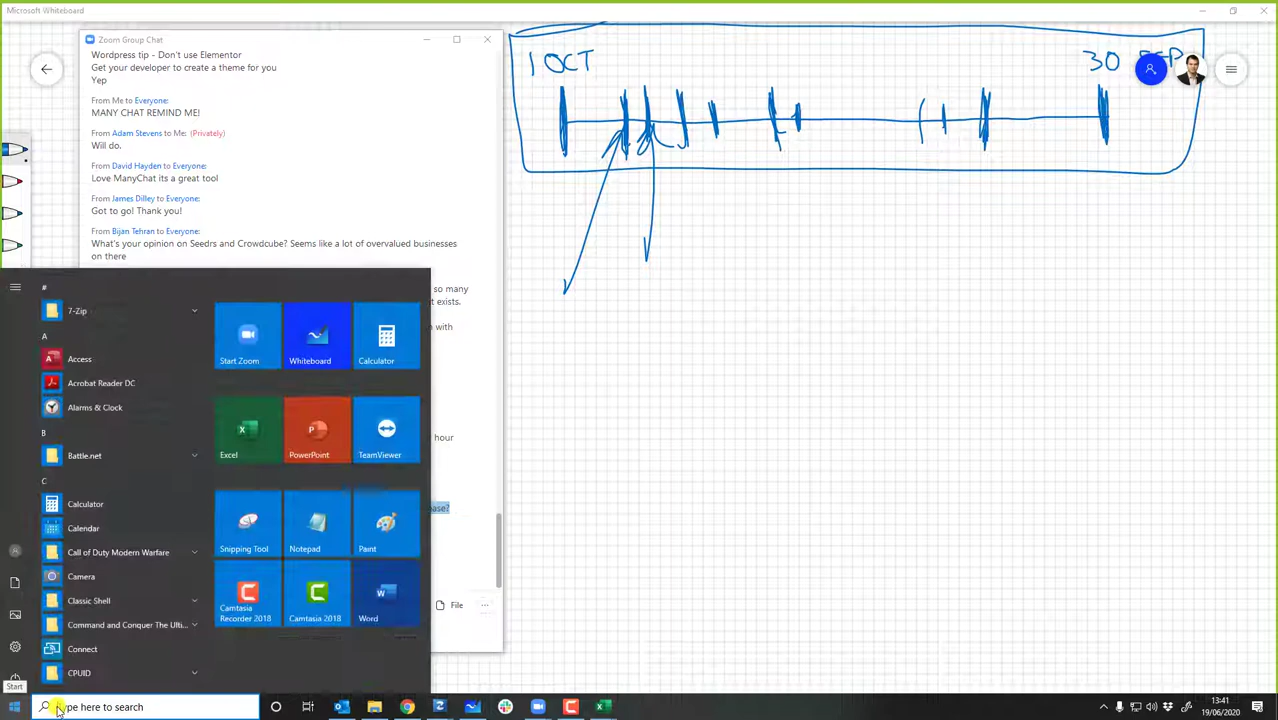 Microsoft Whiteboard
Zoom Group Chat
Wordpress tip - Don't use Elementor
Get your developer to create a theme for you
Yep
From Me to Everyone:
MANY CHAT REMIND ME!
From Adam Stevens to Me: (Privately)
Will do.
From David Hayden to Everyone:
Love ManyChat its a great tool
From James Dilley to Everyone:
Got to go! Thank you!
From Bijan Tehran to Everyone:
What's your opinion on Seedrs and Crowdcube? Seems like a lot of overvalued businesses
on there
so many
t exists.
with
hour
File
1 OCT
30
#
7-Zip
A
Access
Acrobat Reader DC
Alarms & Clock
B
Battle.net
C
Calculator
Calendar
Call of Duty Modern Warfare
Camera
Classic Shell
Command and Conquer The Ulti...
Connect
CPUID
Start Zoom
Whiteboard
Calculator
Excel
PowerPoint
TeamViewer
Snipping Tool
Notepad
Paint
Camtasia
Recorder 2018
Camtasia 2018
Word
Start
Type here to search
13:41
19/06/2020